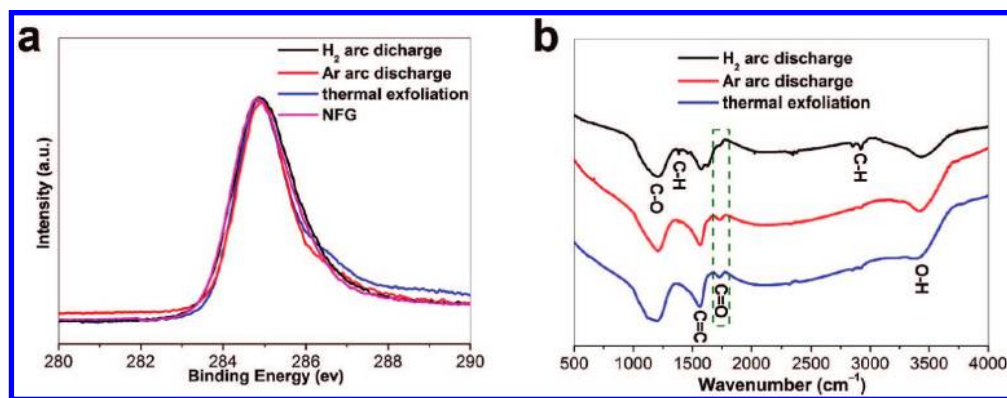 a
H₂ arc dicharge
Ar arc discharge
thermal exfoliation
NFG
Intensity (a.u.)
280 282 284 286 288 290
Binding Energy (ev)
b
H₂ arc discharge
Ar arc discharge
thermal exfoliation
C-O
C-H
C=C
C=O
C-H
O-H
500 1000 1500 2000 2500 3000 3500 4000
Wavenumber (cm⁻¹)